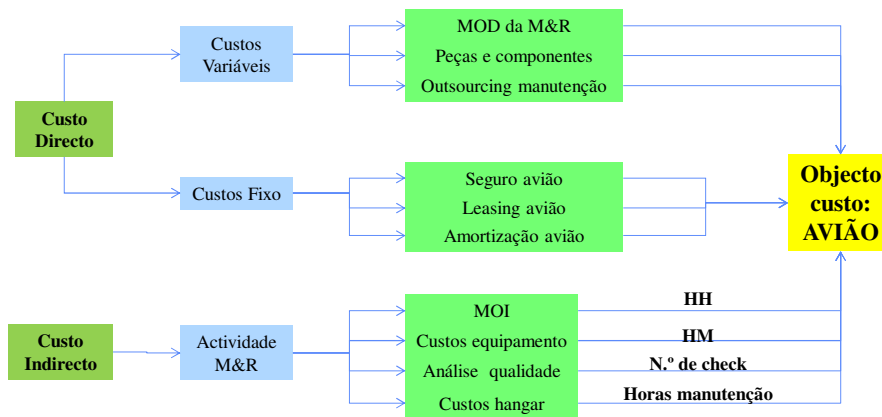 Custo
Directo
Custos
Variáveis
MOD da M&R
Peças e componentes
Outsourcing manutenção
Custos Fixo
Seguro avião
Leasing avião
Amortização avião
Objecto
custo:
AVIÃO
Custo
Indirecto
Actividade
M&R
MOI
Custos equipamento
Análise qualidade
Custos hangar
HH
HM
N.º de check
Horas manutenção